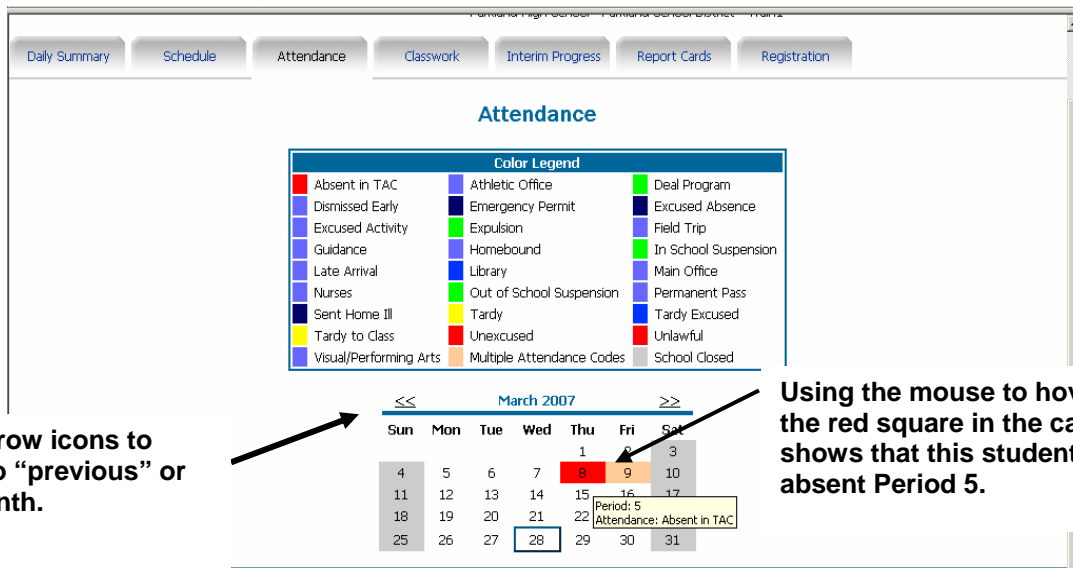 Daily Summary Schedule Attendance Classwork Interim Progress Report Cards Registration
Attendance
Color Legend
Absent in TAC Athletic Office Deal Program
Dismissed Early Emergency Permit Excused Absence
Excused Activity Expulsion Field Trip
Guidance Homebound In School Suspension
Late Arrival Library Main Office
Nurses Out of School Suspension Permanent Pass
Sent Home Ill Tardy Tardy Excused
Tardy to Class Unexcused Unlawful
Visual/Performing Arts Multiple Attendance Codes School Closed
<< March 2007 >>
Sun Mon Tue Wed Thu Fri Sat
1 2 3
4 5 6 7 8 9 10
11 12 13 14 15 16 17
18 19 20 21 22
25 26 27 28 29 30 31
Period: 5
Attendance: Absent in TAC
row icons to
“previous” or
nth.
Using the mouse to hov
the red square in the ca
shows that this student
absent Period 5.